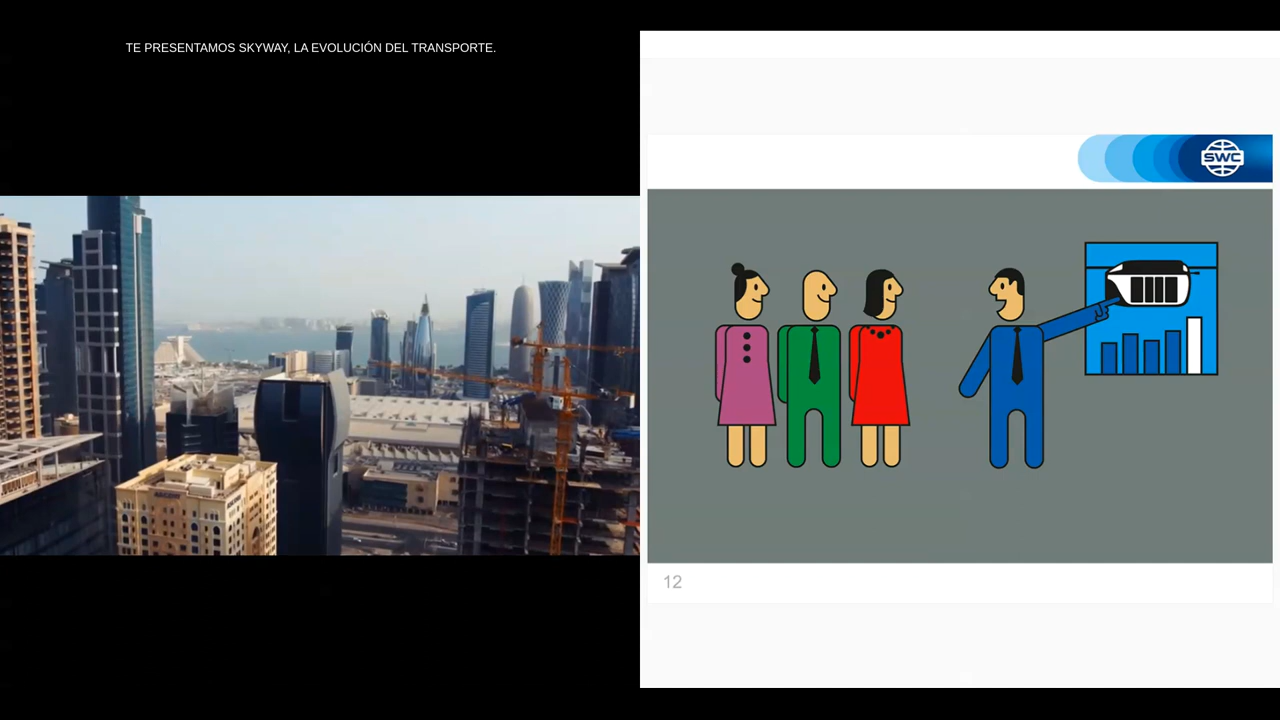 TE PRESENTAMOS SKYWAY, LA EVOLUCIÓN DEL TRANSPORTE.
SWC
12